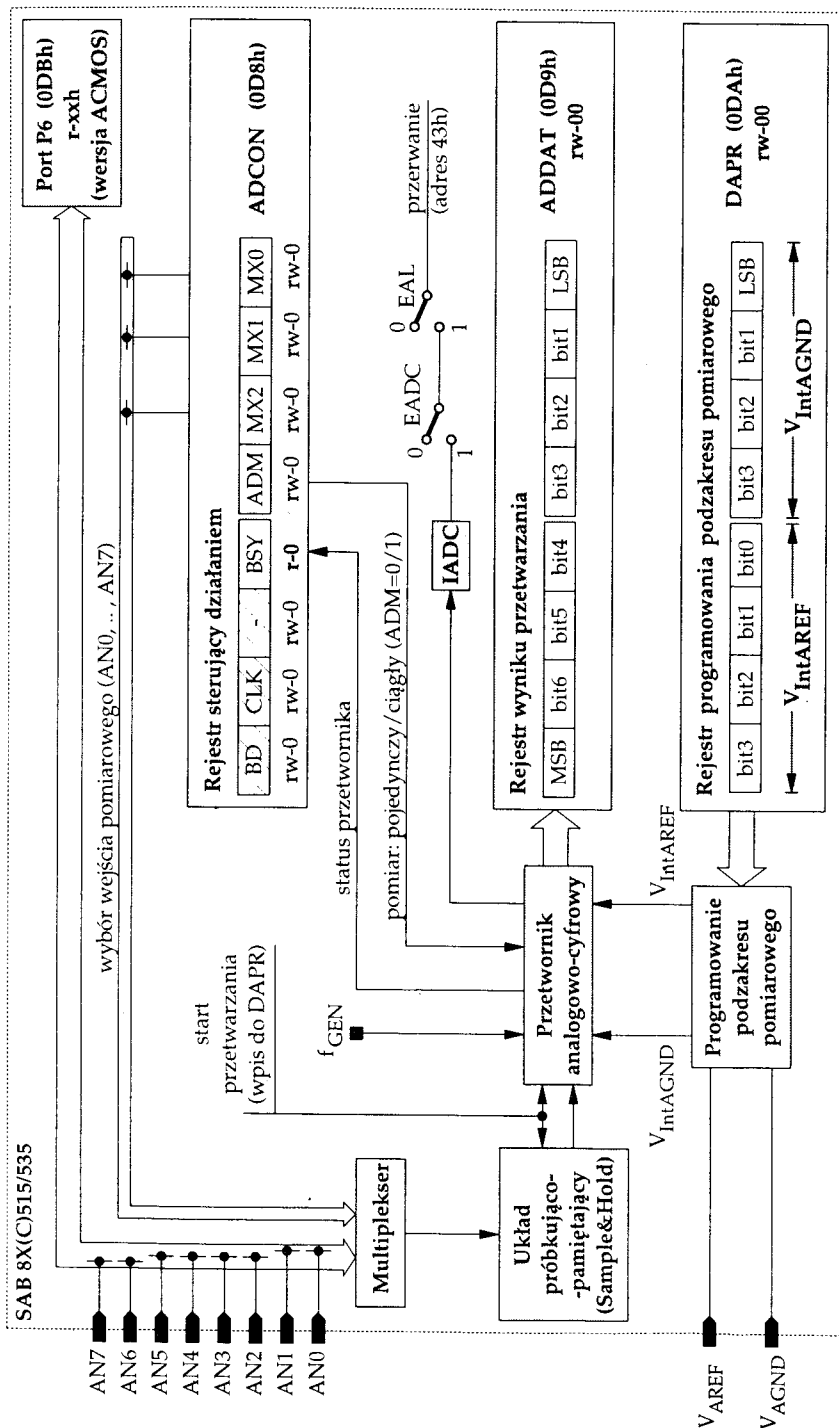 SAB 8X(C)515/535
AN7
AN6
AN5
AN4
AN3
AN2
AN1
AN0
Port P6 (0DBh)
r-xxh
(wersja ACMOS)
wybór wejścia pomiarowego (AN0, .., AN7)
Multiplekser
Rejestr sterujący działaniem
ADCON (0D8h)
BD CLK - BSY ADM MX2 MX1 MX0
rw-0 rw-0 rw-0 r-0 rw-0 rw-0 rw-0 rw-0
start
przetwarzania
(wpis do DAPR)
fGEN
status przetwornika
pomiar: pojedynczy/ciągły (ADM=0/1)
IADC
0 EADC
1
0 EAL
1
przerwanie
(adres 43h)
Układ
próbkująco-
-pamiętający
(Sample&Hold)
Przetwornik
analogowo-cyfrowy
Rejestr wyniku przetwarzania
ADDAT (0D9h)
rw-00
MSB bit6 bit5 bit4 bit3 bit2 bit1 LSB
VIntAGND
VIntAREF
VAREF
VAGND
Programowanie
podzakresu
pomiarowego
Rejestr programowania podzakresu pomiarowego
DAPR (0DAh)
rw-00
bit3 bit2 bit1 bit0 bit3 bit2 bit1 LSB
VIntAREF VIntAGND